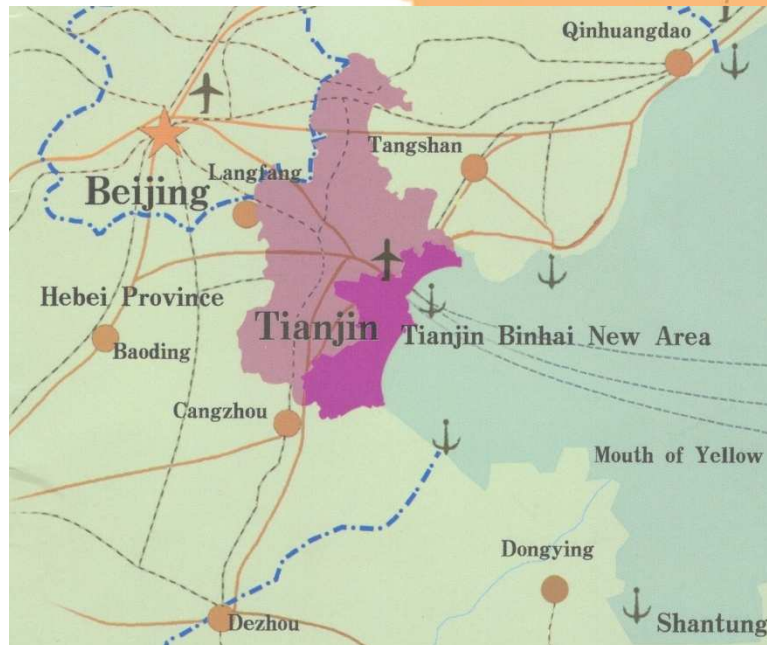 Qinhuangdao
Tangshan
Langfang
Beijing
Hebei Province
Tianjin
Tianjin Binhai New Area
Baoding
Cangzhou
Mouth of Yellow
Dongying
Dezhou
Shantung